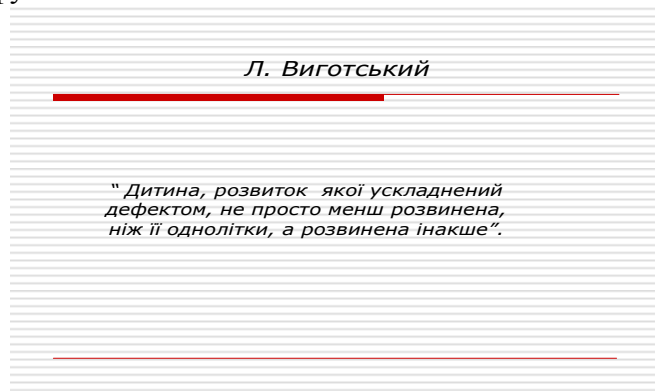 Л. Виготський
“ Дитина, розвиток якої ускладнений
дефектом, не просто менш розвинена,
ніж її однолітки, а розвинена інакше”.